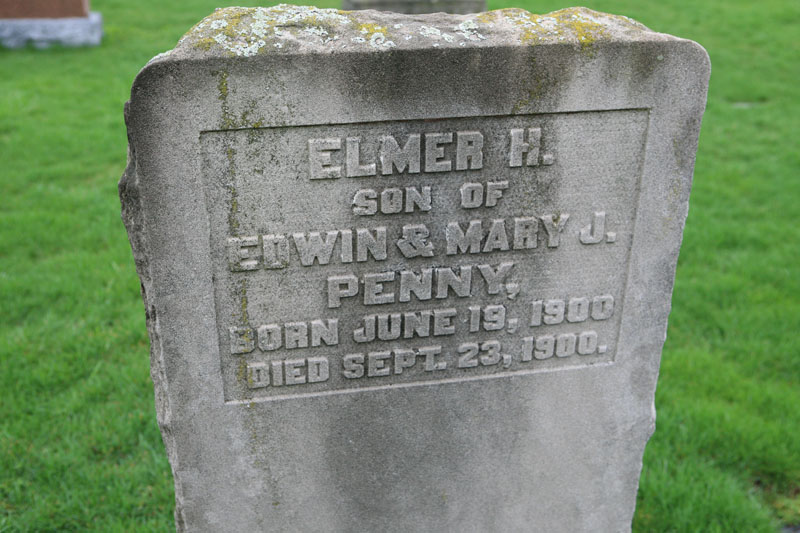 ELMER H.
SON OF
EDWIN & MARY J.
PENNY,
BORN JUNE 19, 1900
DIED SEPT. 23, 1900.